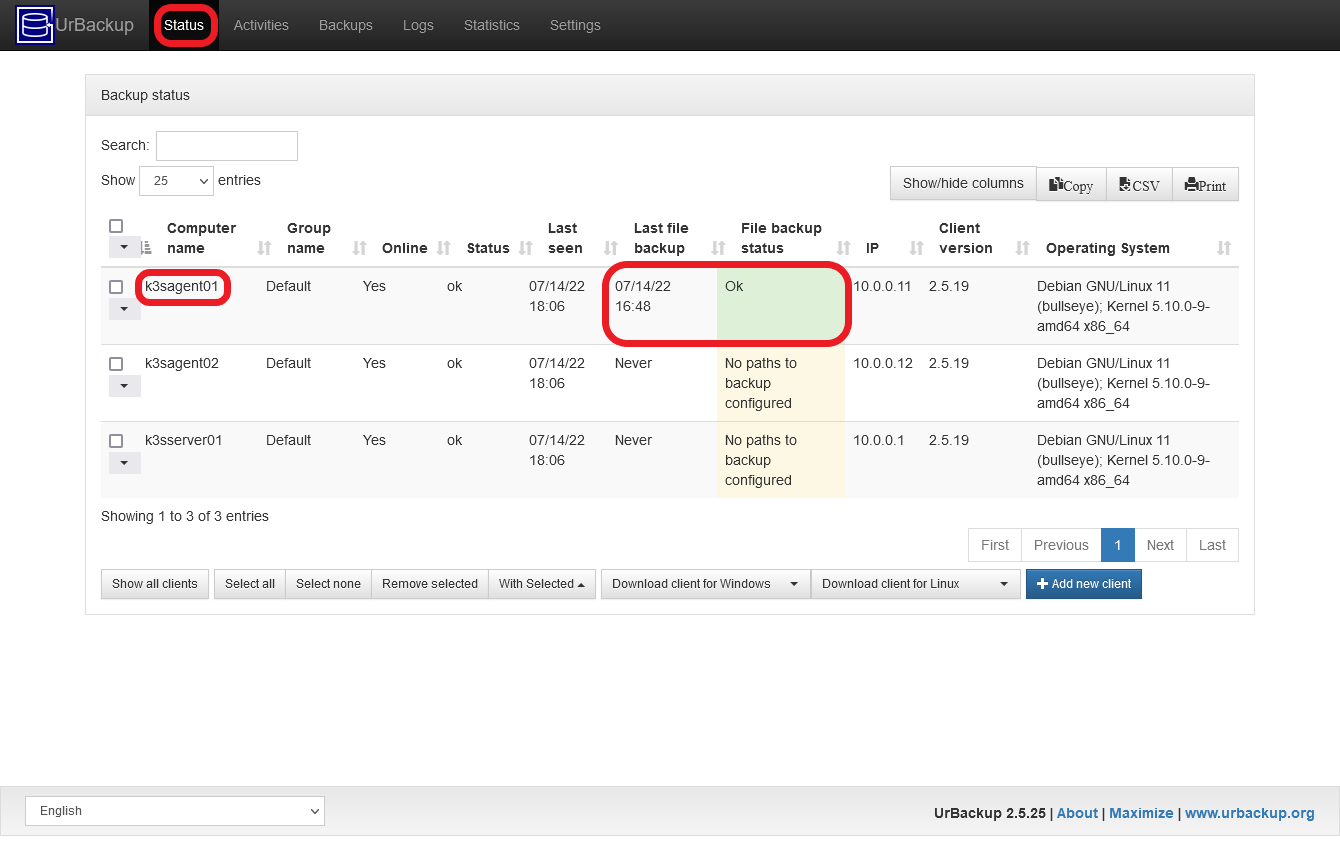 UrBackup Status Activities Backups Logs Statistics Settings
Backup status
Search:
Show 25 entries
Show/hide columns Copy CSV Print
Computer name Group name Online Status Last seen Last file backup File backup status IP Client version Operating System
k3sagent01 Default Yes ok 07/14/22 18:06 07/14/22 16:48 Ok 10.0.0.11 2.5.19 Debian GNU/Linux 11 (bullseye); Kernel 5.10.0-9-amd64 x86_64
k3sagent02 Default Yes ok 07/14/22 18:06 Never No paths to backup configured 10.0.0.12 2.5.19 Debian GNU/Linux 11 (bullseye); Kernel 5.10.0-9-amd64 x86_64
k3sserver01 Default Yes ok 07/14/22 18:06 Never No paths to backup configured 10.0.0.1 2.5.19 Debian GNU/Linux 11 (bullseye); Kernel 5.10.0-9-amd64 x86_64
Showing 1 to 3 of 3 entries
First Previous 1 Next Last
Show all clients Select all Select none Remove selected With Selected Download client for Windows Download client for Linux Add new client
English
UrBackup 2.5.25 | About | Maximize | www.urbackup.org